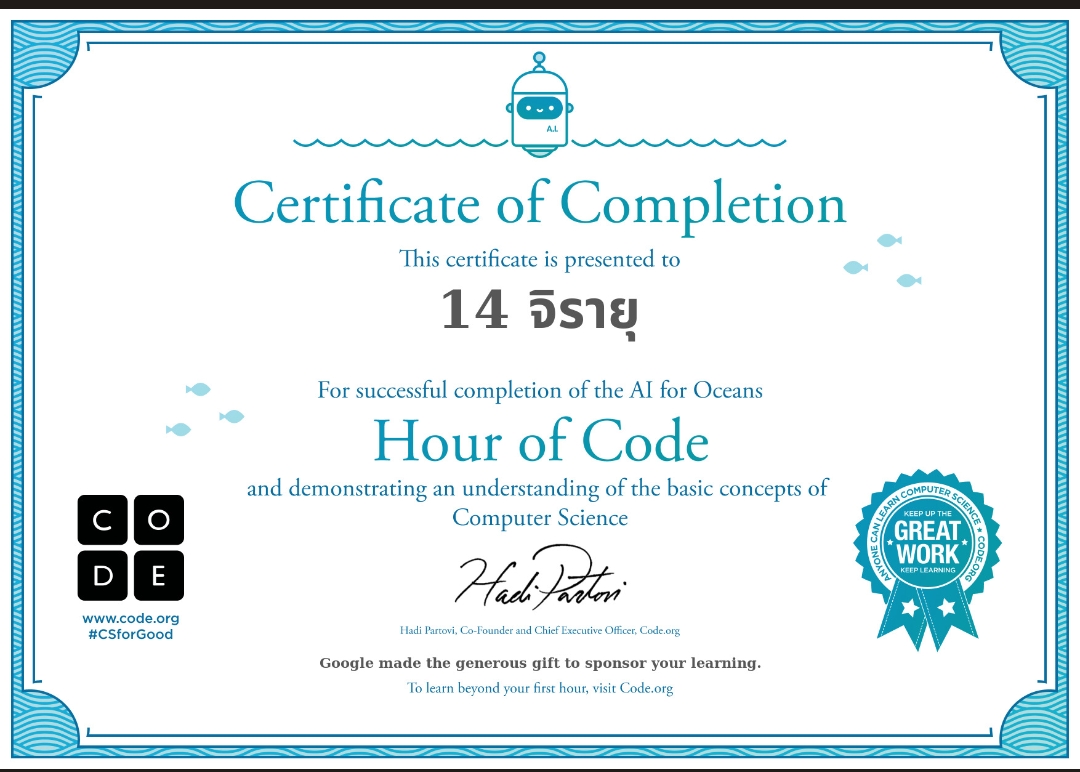 A.I.
Certificate of Completion
This certificate is presented to
14 จิรายุ
For successful completion of the AI for Oceans
Hour of Code
and demonstrating an understanding of the basic concepts of
Computer Science
C O
D E
www.code.org
#CSforGood
ANYONE CAN LEARN COMPUTER SCIENCE ★ CODE.ORG
KEEP UP THE
GREAT
WORK
KEEP LEARNING
Hadi Partovi
Hadi Partovi, Co-Founder and Chief Executive Officer, Code.org
Google made the generous gift to sponsor your learning.
To learn beyond your first hour, visit Code.org